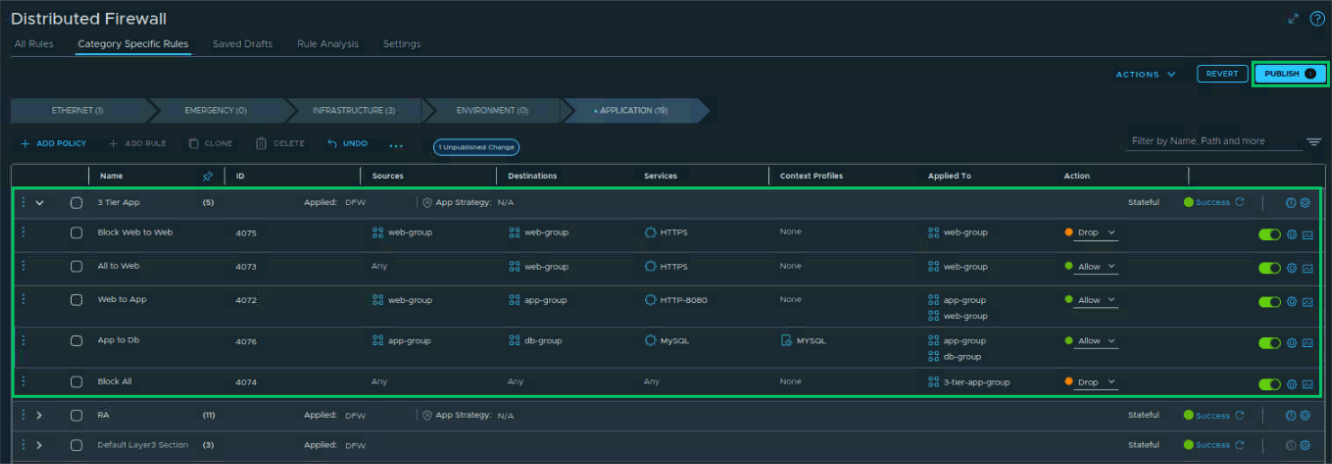 Distributed Firewall
All Rules Category Specific Rules Saved Drafts Rule Analysis Settings
ACTIONS REVERT PUBLISH 1
ETHERNET (1) EMERGENCY (0) INFRASTRUCTURE (3) ENVIRONMENT (0) APPLICATION (19)
+ ADD POLICY + ADD RULE CLONE DELETE UNDO ... 1 Unpublished Change Filter by Name, Path and more
Name ID Sources Destinations Services Context Profiles Applied To Action
3 Tier App (5) Applied: DFW App Strategy: N/A Stateful Success
Block Web to Web 4075 web-group web-group HTTPS None web-group Drop
All to Web 4073 Any web-group HTTPS None web-group Allow
Web to App 4072 web-group app-group HTTP-8080 None app-group Allow
web-group
App to Db 4076 app-group db-group MySQL MYSQL app-group Allow
db-group
Block All 4074 Any Any Any None 3-tier-app-group Drop
RA (11) Applied: DFW App Strategy: N/A Stateful Success
Default Layer3 Section (3) Applied: DFW Stateful Success